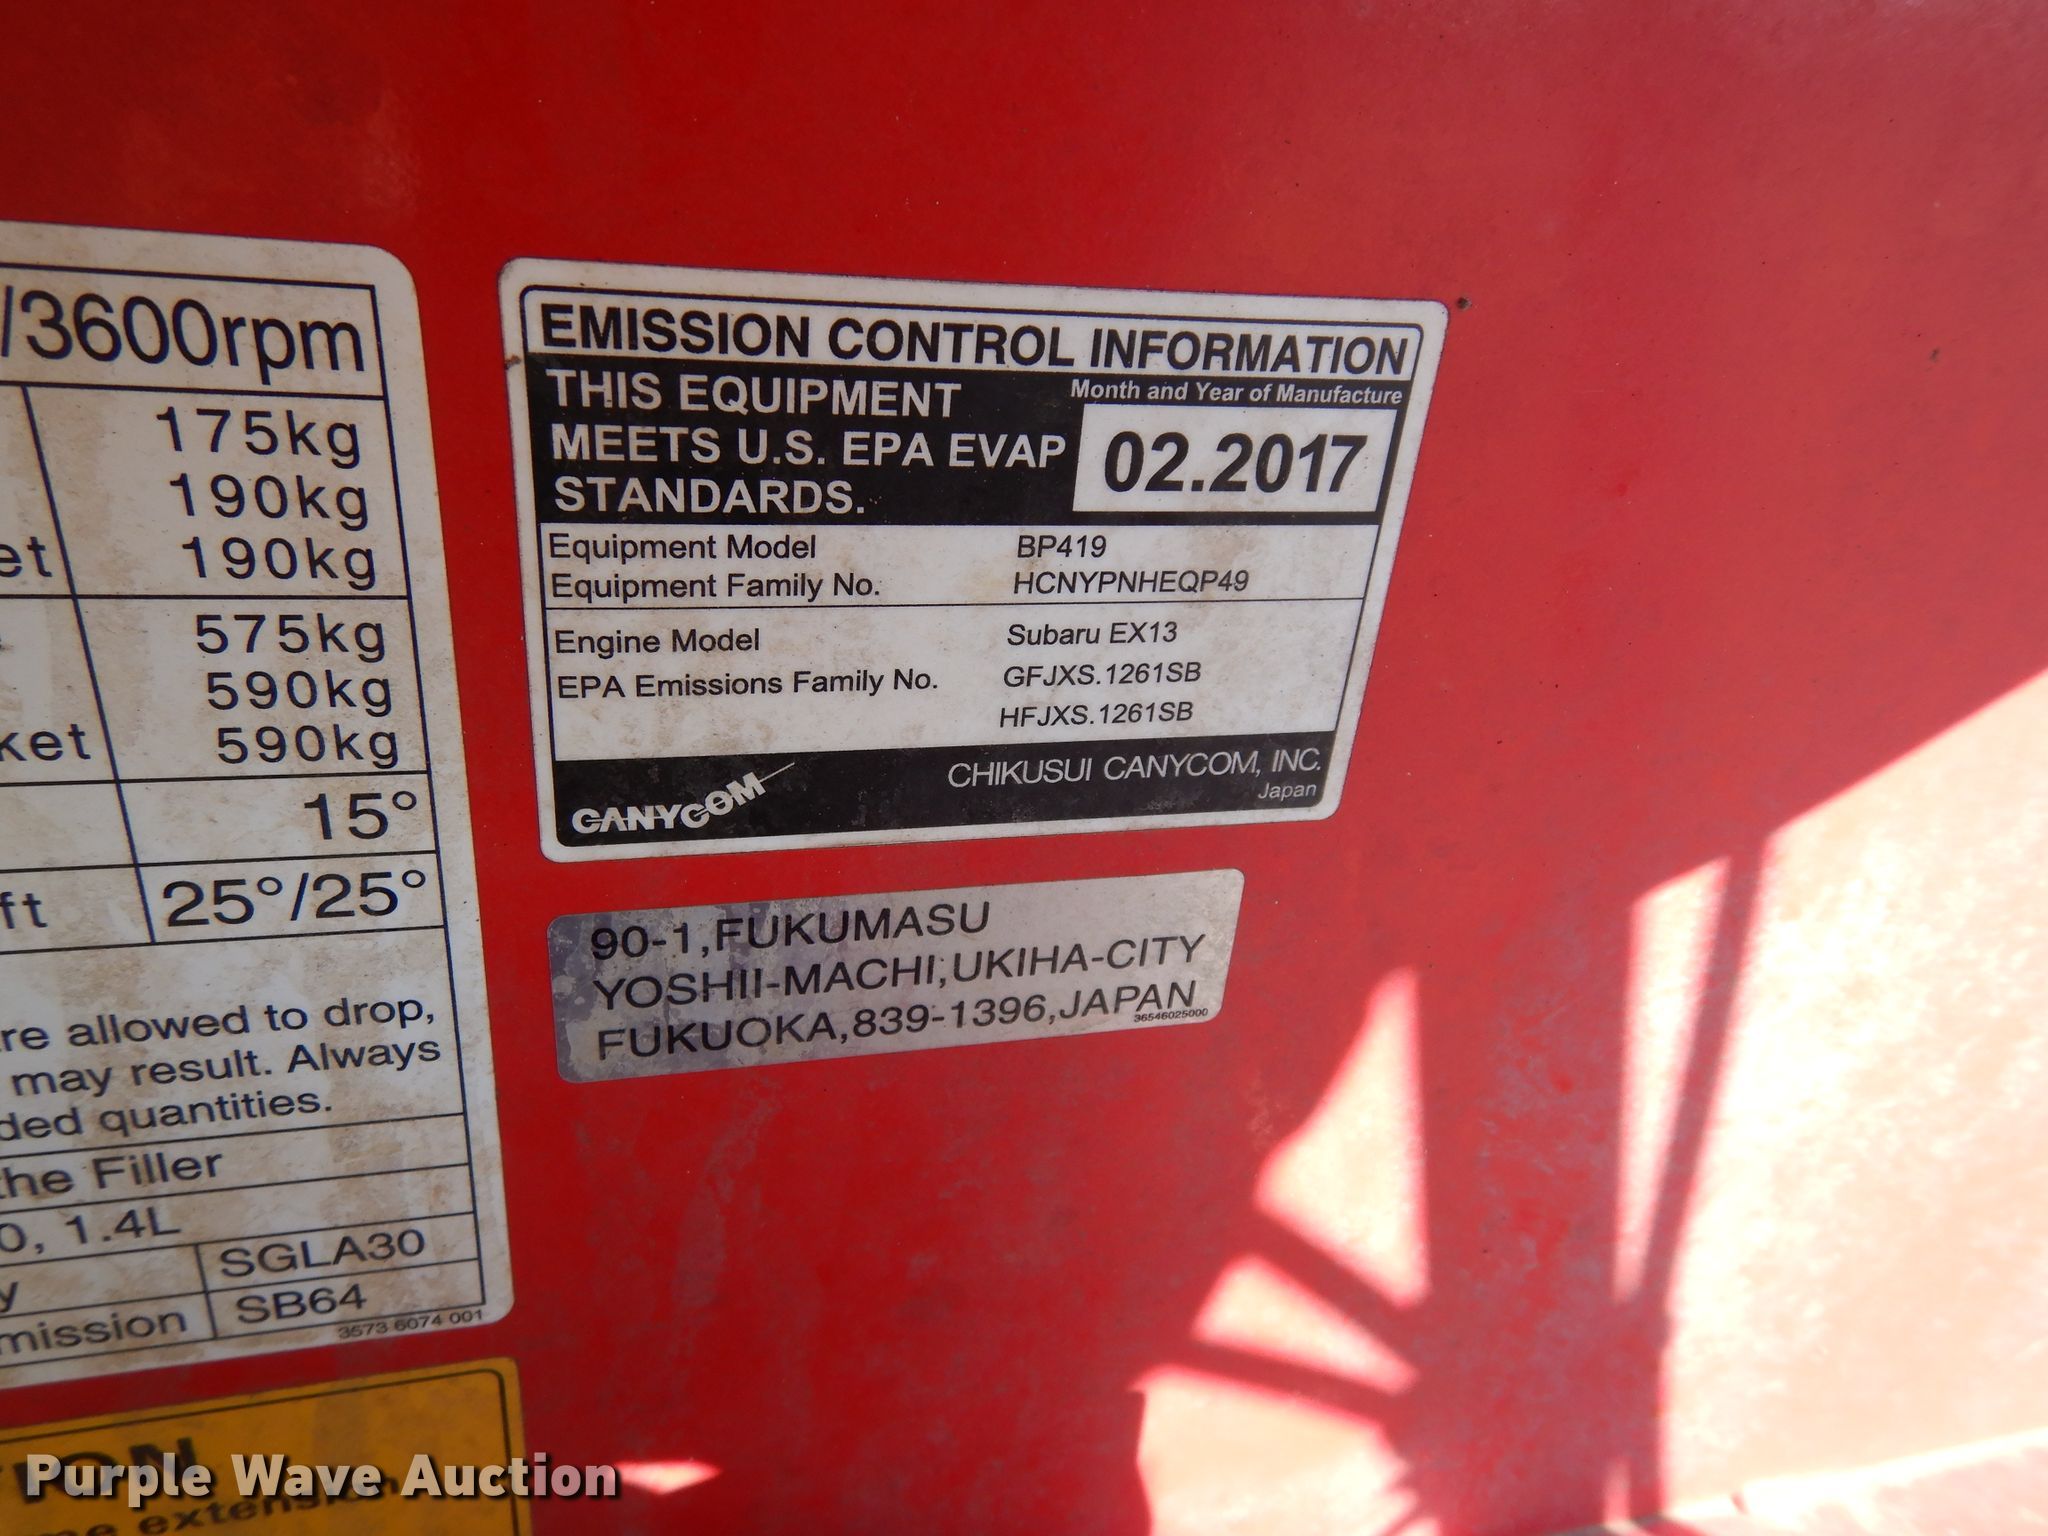 /3600rpm
175kg
190kg
et 190kg
575kg
590kg
ket 590kg
15°
ft 25°/25°
re allowed to drop,
may result. Always
ded quantities.
the Filler
0, 1.4L
y SGLA30
mission SB64
3573 6074 001
EMISSION CONTROL INFORMATION
THIS EQUIPMENT
MEETS U.S. EPA EVAP
STANDARDS.
Month and Year of Manufacture
02.2017
Equipment Model BP419
Equipment Family No. HCNYPNHEQP49
Engine Model Subaru EX13
EPA Emissions Family No. GFJXS.1261SB
HFJXS.1261SB
CANYCOM
CHIKUSUI CANYCOM, INC.
Japan
90-1,FUKUMASU
YOSHII-MACHI,UKIHA-CITY
FUKUOKA,839-1396,JAPAN
36546025000
TION
me extension
Purple Wave Auction